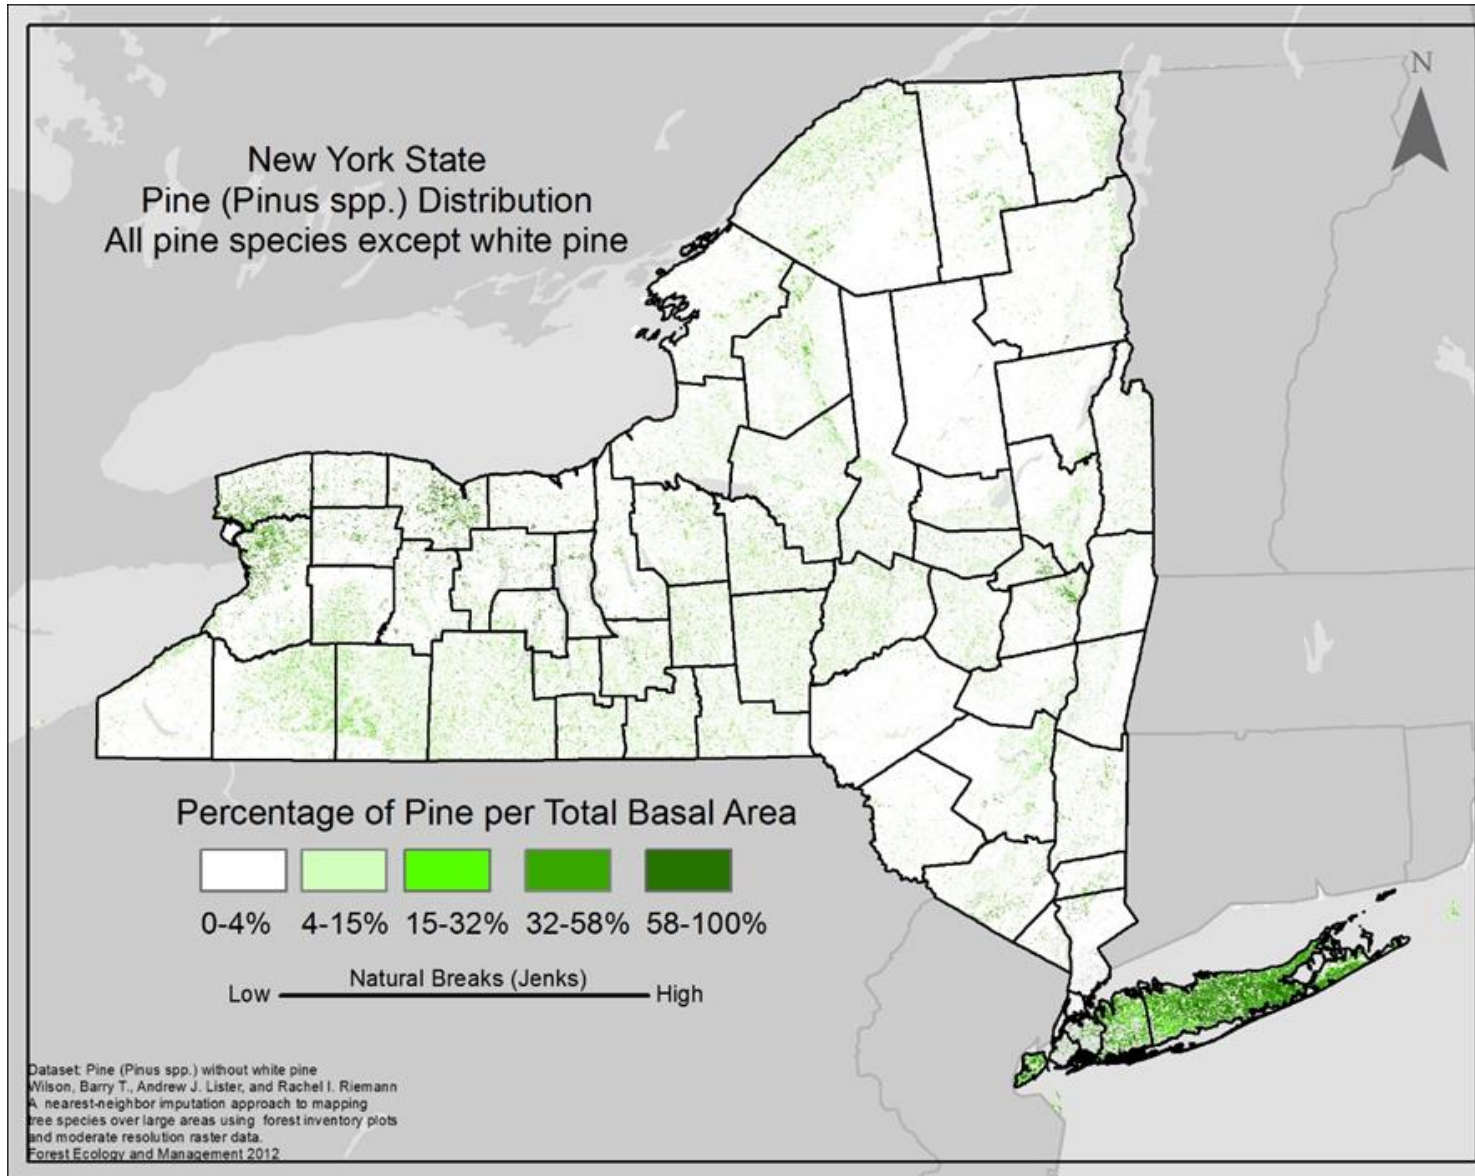 N
New York State
Pine (Pinus spp.) Distribution
All pine species except white pine
Percentage of Pine per Total Basal Area
0-4% 4-15% 15-32% 32-58% 58-100%
Natural Breaks (Jenks)
Low High
Dataset: Pine (Pinus spp.) without white pine
Wilson, Barry T., Andrew J. Lister, and Rachel I. Riemann
A nearest-neighbor imputation approach to mapping
tree species over large areas using forest inventory plots
and moderate resolution raster data.
Forest Ecology and Management 2012